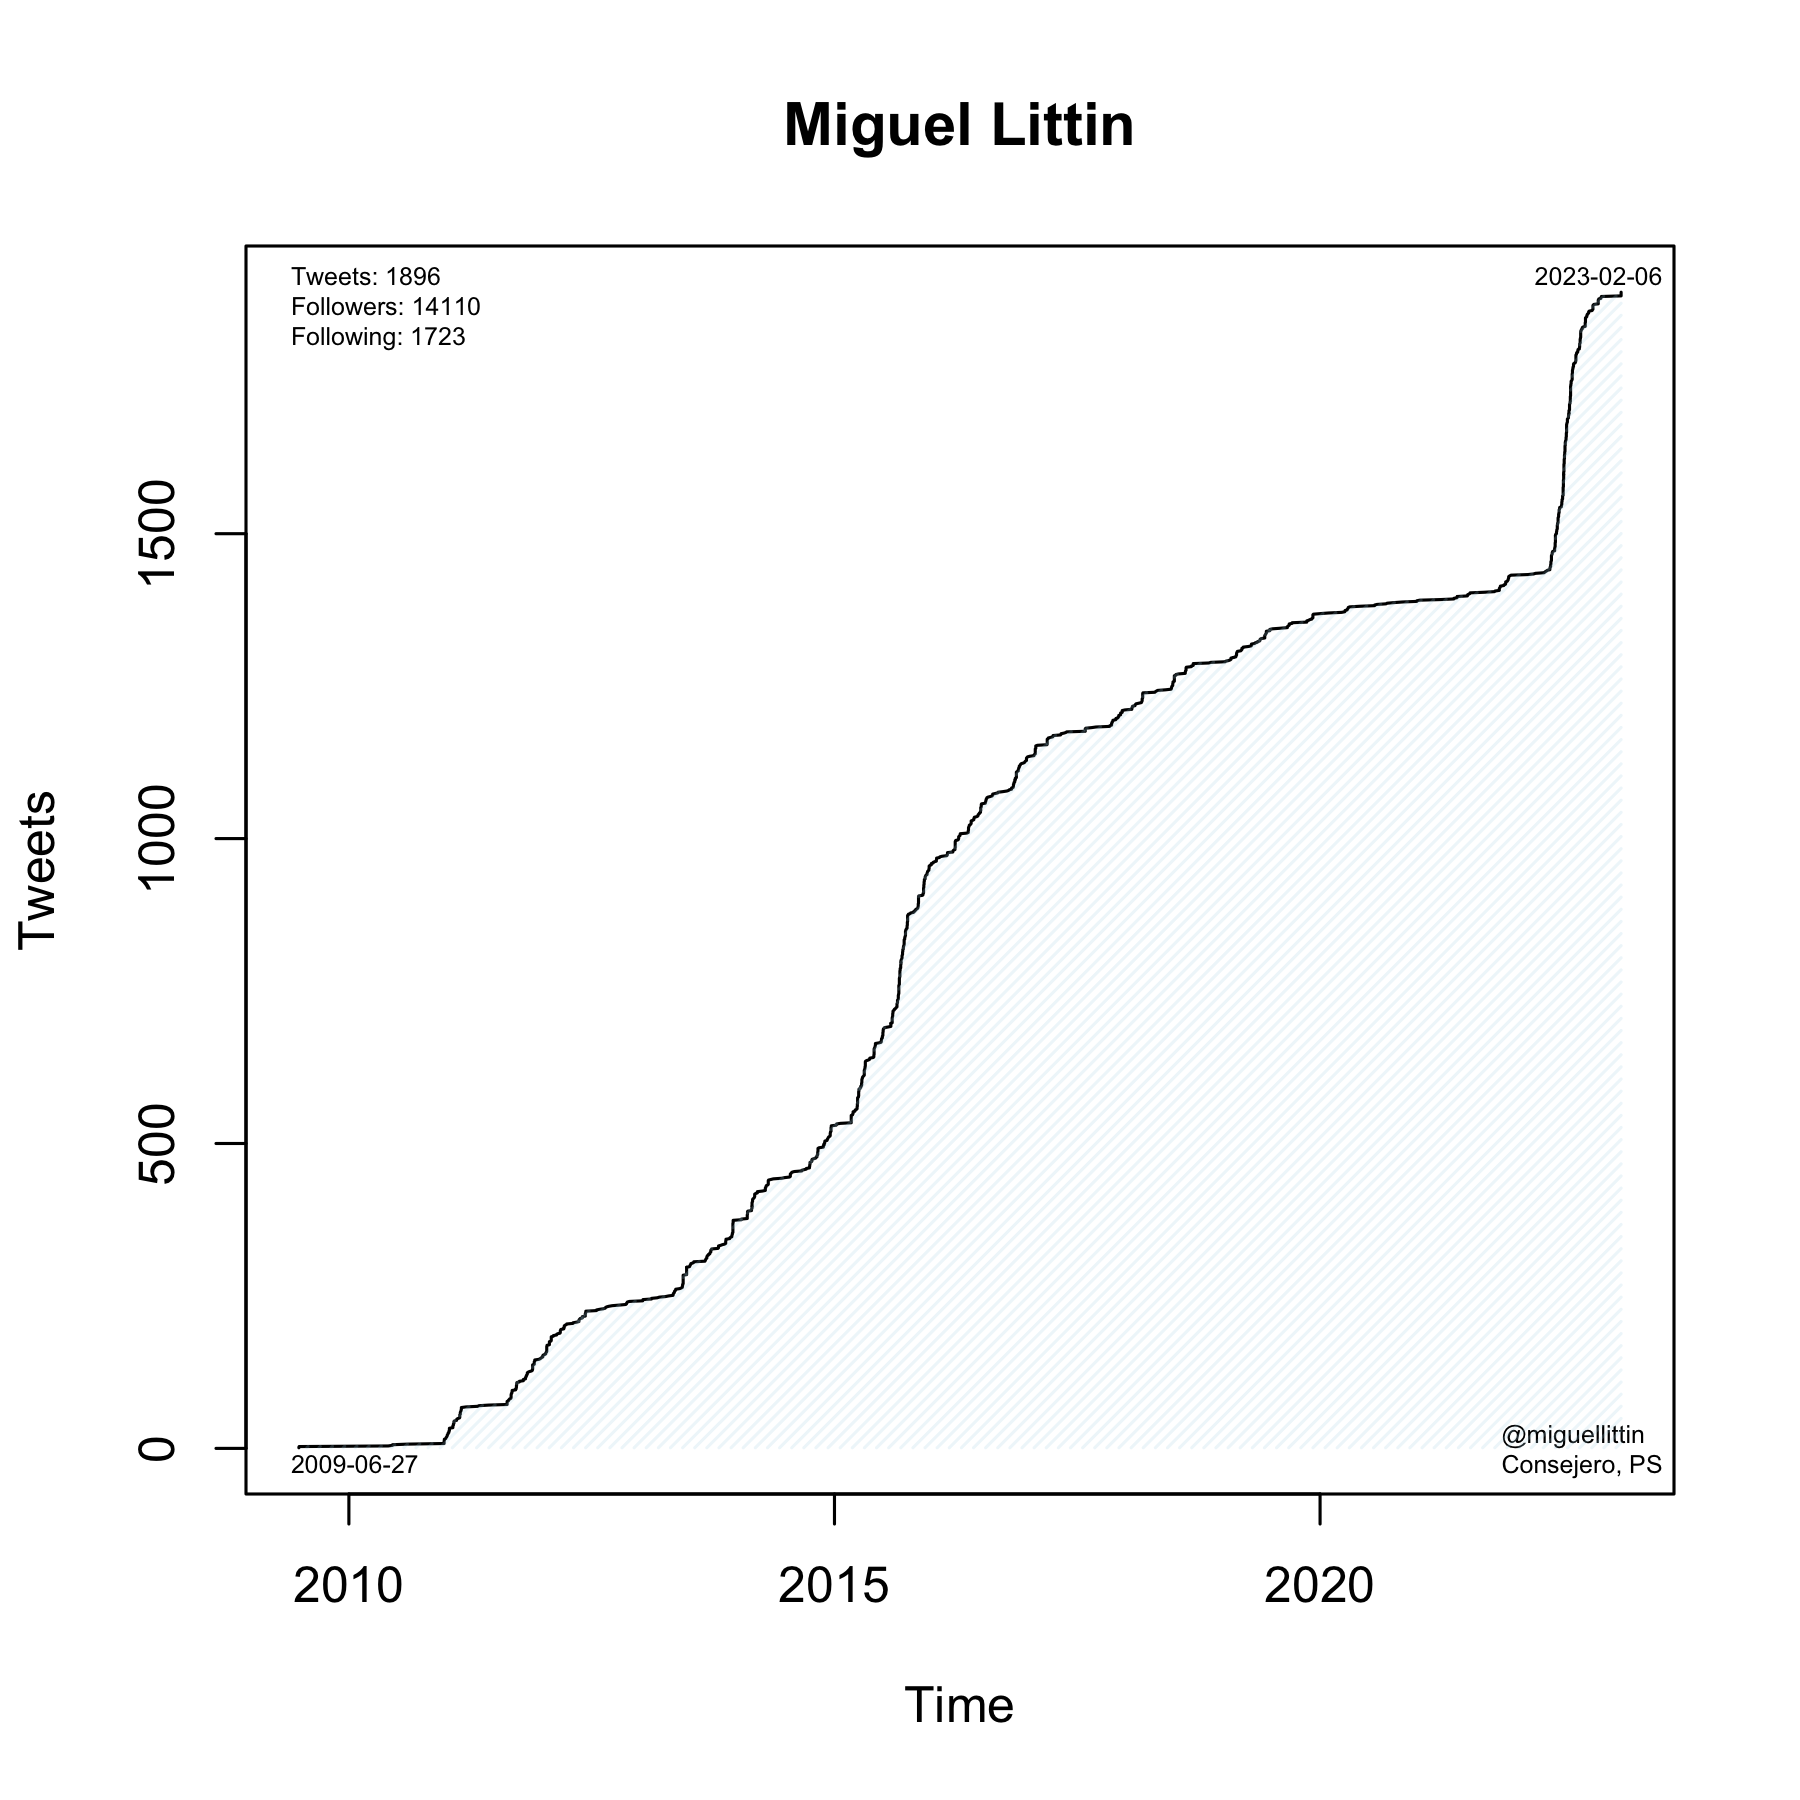 Miguel Littin
Tweets: 1896
Followers: 14110
Following: 1723
2023-02-06
Tweets
1500
1000
500
0
2009-06-27
@miguellittin
Consejero, PS
2010
2015
2020
Time